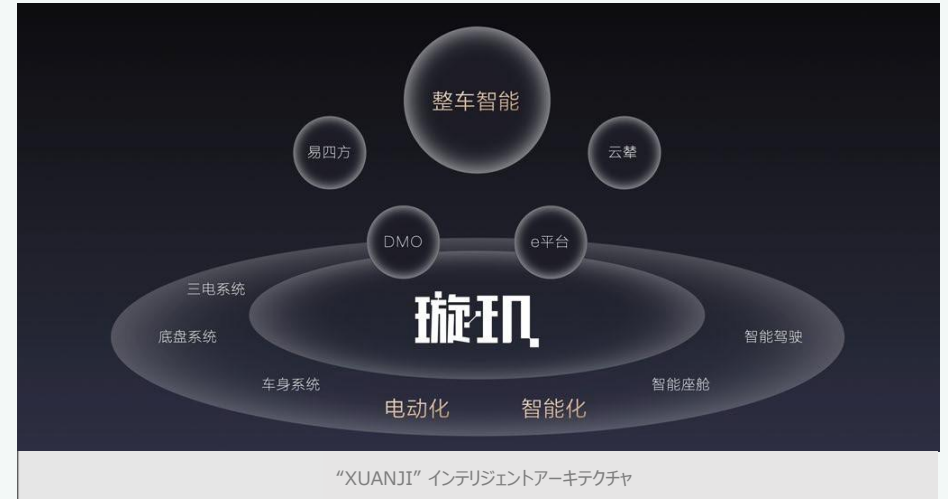 整车智能
易四方
云辇
DMO
e平台
三电系统
璇玑
底盘系统
智能驾驶
车身系统
智能座舱
电动化
智能化
“XUANJI” インテリジェントアーキテクチャ